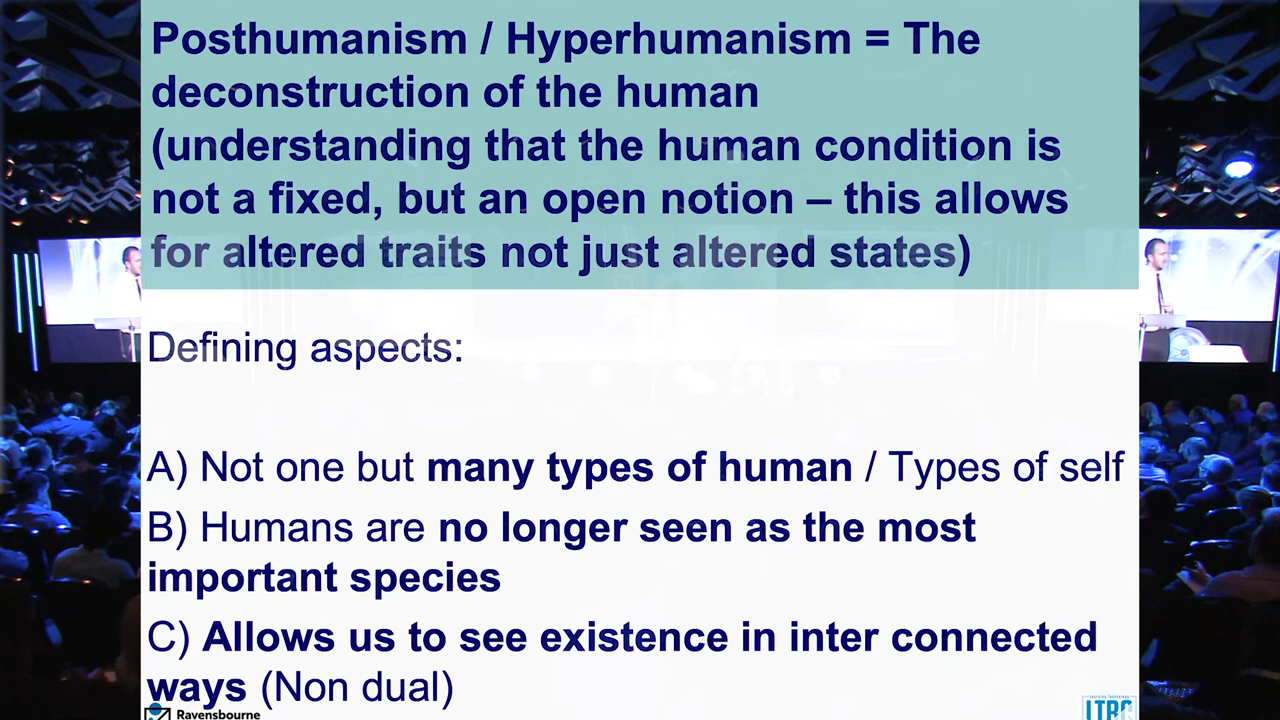 Posthumanism / Hyperhumanism = The
deconstruction of the human
(understanding that the human condition is
not a fixed, but an open notion – this allows
for altered traits not just altered states)
Defining aspects:
A) Not one but many types of human / Types of self
B) Humans are no longer seen as the most
important species
C) Allows us to see existence in inter connected
ways (Non dual)
Ravensbourne
Learning Technology